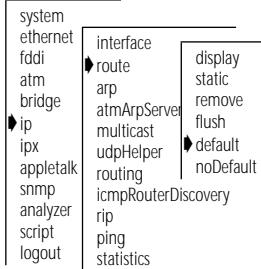 system
ethernet
fddi
atm
bridge
ip
ipx
appletalk
snmp
analyzer
script
logout
interface
route
arp
atmArpServer
multicast
udpHelper
routing
icmpRouterDiscovery
rip
ping
statistics
display
static
remove
flush
default
noDefault